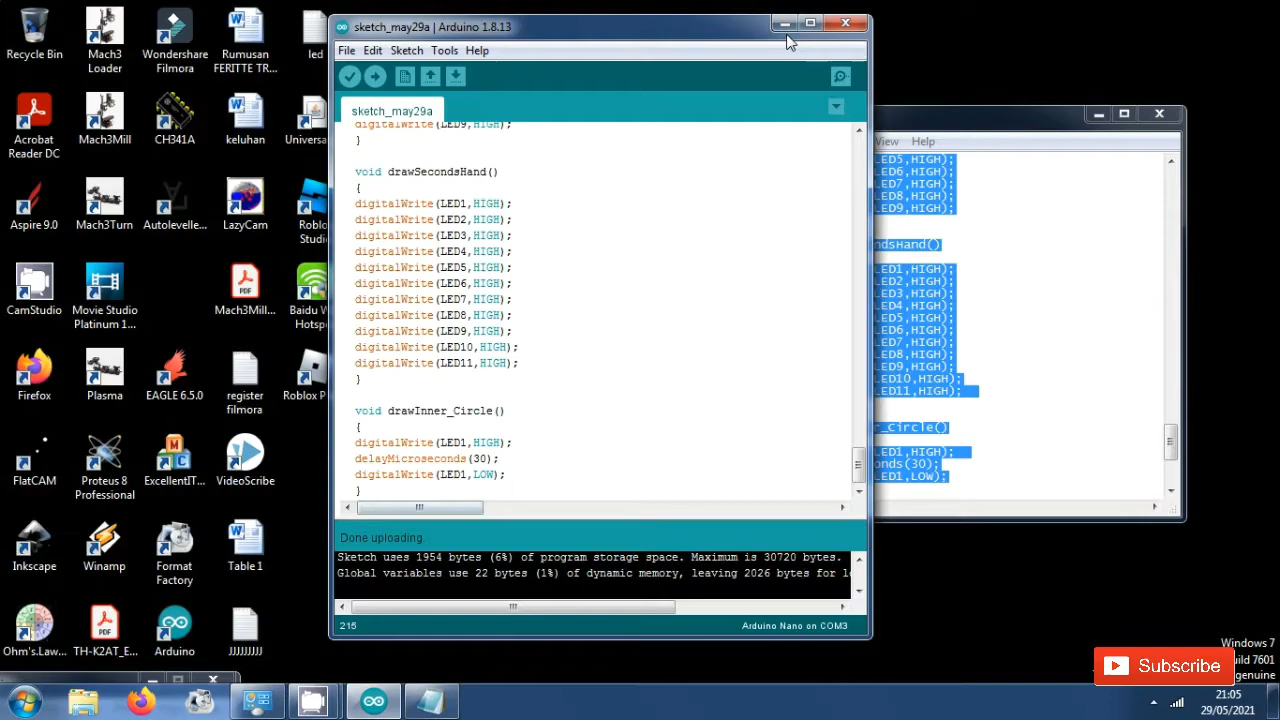 Recycle Bin
Mach3 Loader
Wondershare Filmora
Rumusan FERITTE TR...
led
Acrobat Reader DC
Mach3Mill
CH341A
keluhan
Universa
Aspire 9.0
Mach3Turn
Autolevelle...
LazyCam
Roblo Studi
CamStudio
Movie Studio Platinum 1...
Mach3Mill...
Baidu W Hotsp
Firefox
Plasma
EAGLE 6.5.0
register filmora
Roblox P
FlatCAM
Proteus 8 Professional
ExcellentIT...
VideoScribe
Inkscape
Winamp
Format Factory
Table 1
Ohm's.Law...
TH-K2AT_E...
Arduino
JJJJJJJJJ
sketch_may29a | Arduino 1.8.13
File Edit Sketch Tools Help
sketch_may29a
digitalWrite(LED9,HIGH);
}
void drawSecondsHand()
{
digitalWrite(LED1,HIGH);
digitalWrite(LED2,HIGH);
digitalWrite(LED3,HIGH);
digitalWrite(LED4,HIGH);
digitalWrite(LED5,HIGH);
digitalWrite(LED6,HIGH);
digitalWrite(LED7,HIGH);
digitalWrite(LED8,HIGH);
digitalWrite(LED9,HIGH);
digitalWrite(LED10,HIGH);
digitalWrite(LED11,HIGH);
}
void drawInner_Circle()
{
digitalWrite(LED1,HIGH);
delayMicroseconds(30);
digitalWrite(LED1,LOW);
}
Done uploading.
Sketch uses 1954 bytes (6%) of program storage space. Maximum is 30720 bytes.
Global variables use 22 bytes (1%) of dynamic memory, leaving 2026 bytes for l
215
Arduino Nano on COM3
View Help
LED5,HIGH);
LED6,HIGH);
LED7,HIGH);
LED8,HIGH);
LED9,HIGH);
ndsHand()
LED1,HIGH);
LED2,HIGH);
LED3,HIGH);
LED4,HIGH);
LED5,HIGH);
LED6,HIGH);
LED7,HIGH);
LED8,HIGH);
LED9,HIGH);
LED10,HIGH);
LED11,HIGH);
r_Circle()
LED1,HIGH);
onds(30);
LED1,LOW);
Windows 7
uild 7601
genuine
Subscribe
21:05
29/05/2021